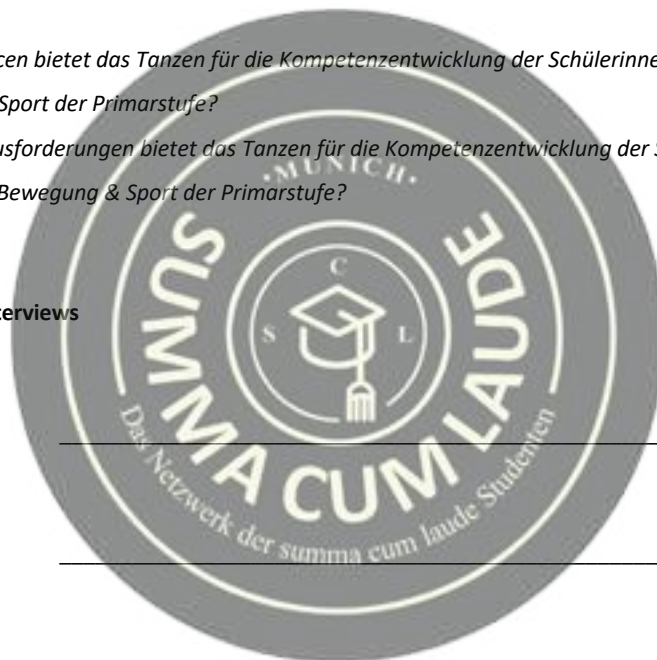 cen bietet das Tanzen für die Kompetenzentwicklung der Schülerinne
Sport der Primarstufe?
usforderungen bietet das Tanzen für die Kompetenzentwicklung der S
Bewegung & Sport der Primarstufe?
terviews
·MUNICH·
SUMMA CUM LAUDE
S C L
Das Netzwerk der summa cum laude Studenten